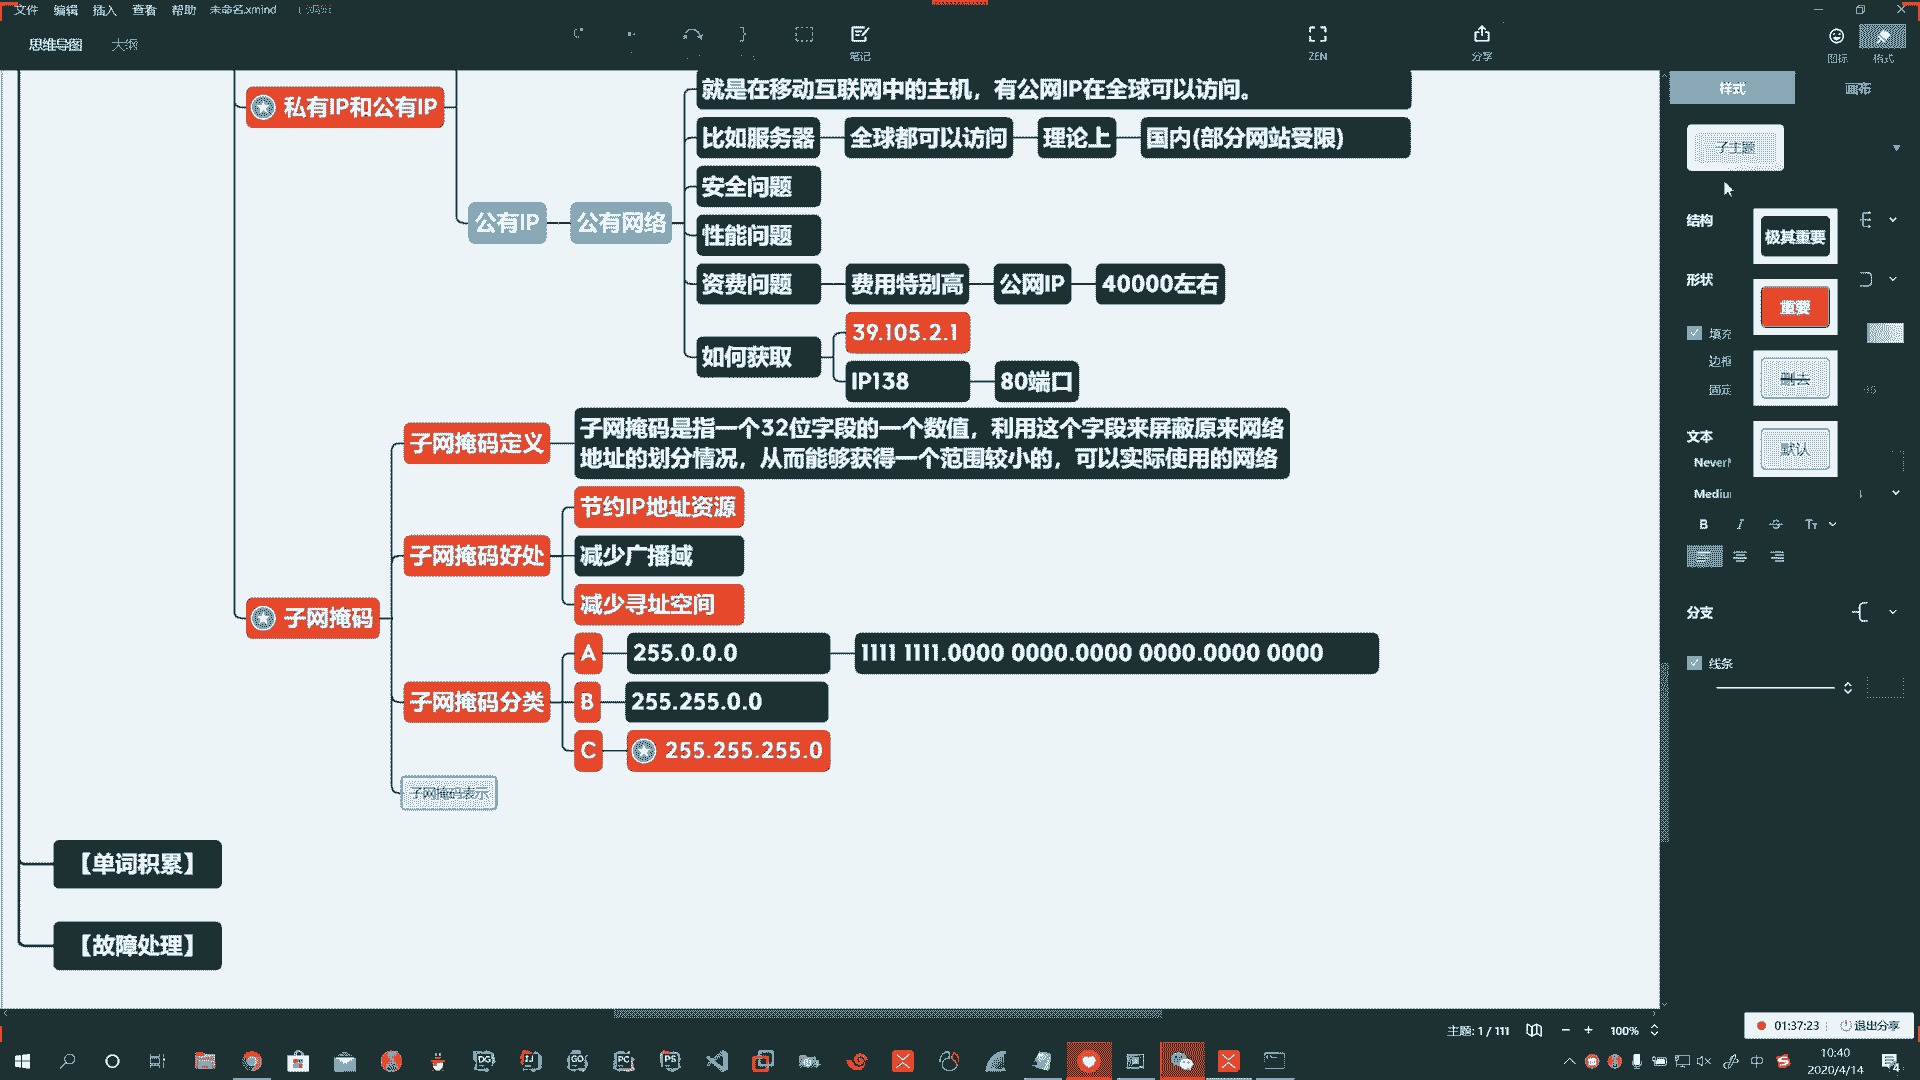 文件 编辑 插入 查看 帮助 未命名.xmind
思维导图 大纲
笔记
ZEN
分享
图标
格式
私有IP和公有IP
就是在移动互联网中的主机，有公网IP在全球可以访问。
比如服务器 全球都可以访问 理论上 国内(部分网站受限)
安全问题
公有IP 公有网络
性能问题
资费问题 费用特别高 公网IP 40000左右
如何获取
39.105.2.1
IP138 80端口
子网掩码定义
子网掩码是指一个32位字段的一个数值，利用这个字段来屏蔽原来网络
地址的划分情况，从而能够获得一个范围较小的，可以实际使用的网络
子网掩码好处
节约IP地址资源
减少广播域
减少寻址空间
子网掩码
子网掩码分类
A 255.0.0.0 1111 1111.0000 0000.0000 0000.0000 0000
B 255.255.0.0
C 255.255.255.0
子网掩码表示
【单词积累】
【故障处理】
样式 画布
子主题
结构
极其重要
形状
重要
填充
边框
删去
文本
默认
B I S Tт
分支
线条
主题: 1 / 111
100%
01:37:23 退出分享
DG IJ GO PC PS
中
10:40
2020/4/14